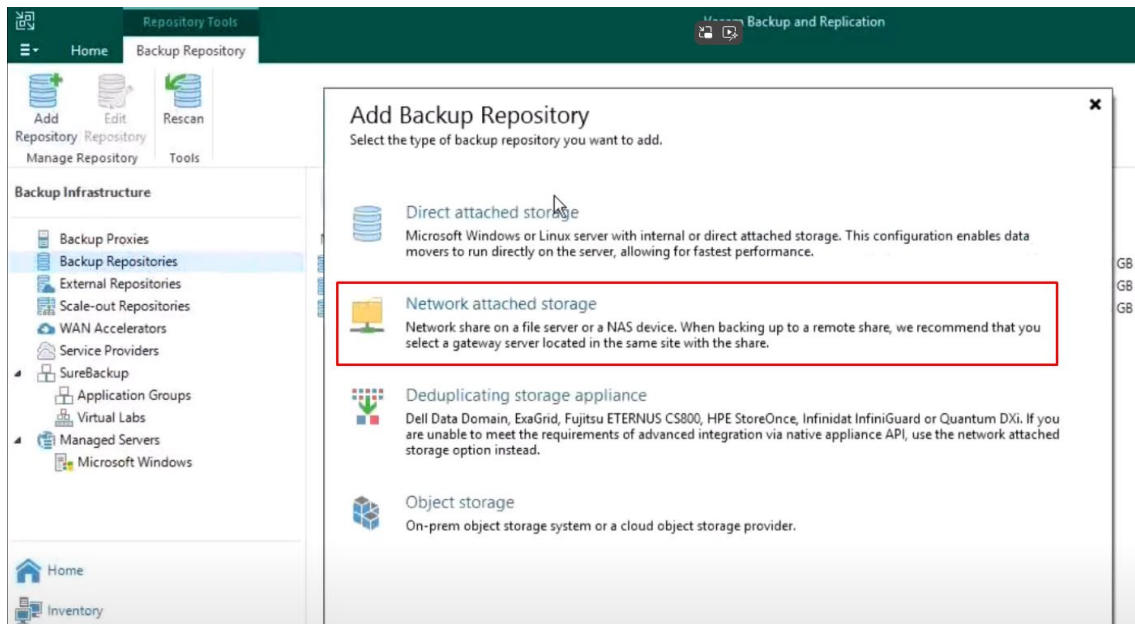 Repository Tools
Veeam Backup and Replication
Home
Backup Repository
Add
Repository
Edit
Repository
Rescan
Manage Repository
Tools
Backup Infrastructure
Backup Proxies
Backup Repositories
External Repositories
Scale-out Repositories
WAN Accelerators
Service Providers
SureBackup
Application Groups
Virtual Labs
Managed Servers
Microsoft Windows
Home
Inventory
Add Backup Repository
Select the type of backup repository you want to add.
Direct attached storage
Microsoft Windows or Linux server with internal or direct attached storage. This configuration enables data
movers to run directly on the server, allowing for fastest performance.
Network attached storage
Network share on a file server or a NAS device. When backing up to a remote share, we recommend that you
select a gateway server located in the same site with the share.
Deduplicating storage appliance
Dell Data Domain, ExaGrid, Fujitsu ETERNUS CS800, HPE StoreOnce, Infinidat InfiniGuard or Quantum DXi. If you
are unable to meet the requirements of advanced integration via native appliance API, use the network attached
storage option instead.
Object storage
On-prem object storage system or a cloud object storage provider.
GB
GB
GB